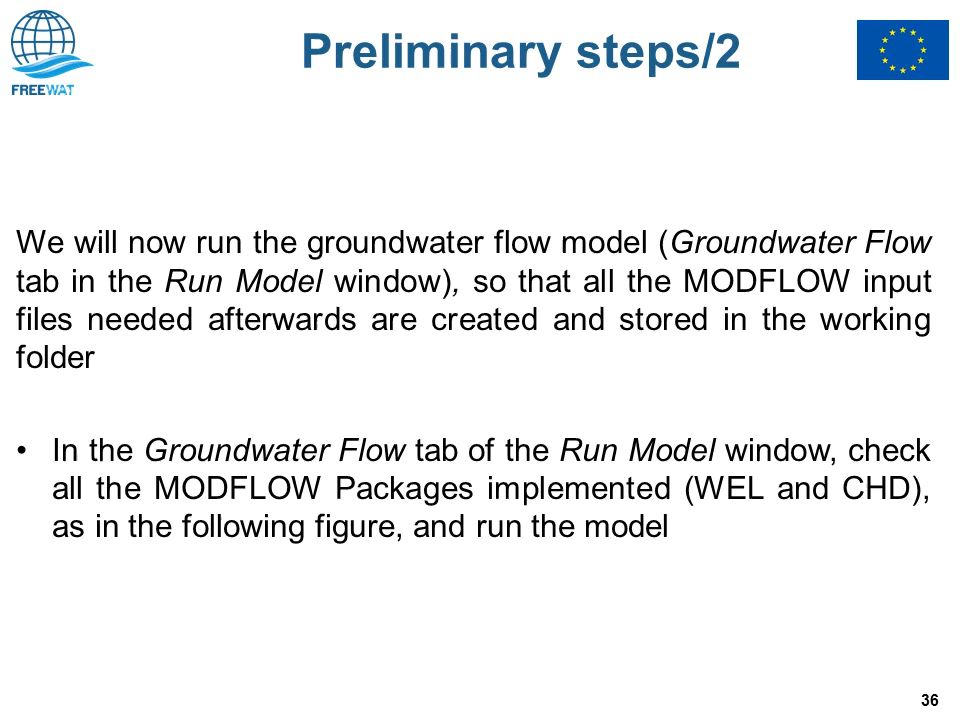 Preliminary steps/2
FREEWAT
We will now run the groundwater flow model (Groundwater Flow
tab in the Run Model window), so that all the MODFLOW input
files needed afterwards are created and stored in the working
folder
• In the Groundwater Flow tab of the Run Model window, check
all the MODFLOW Packages implemented (WEL and CHD),
as in the following figure, and run the model
36